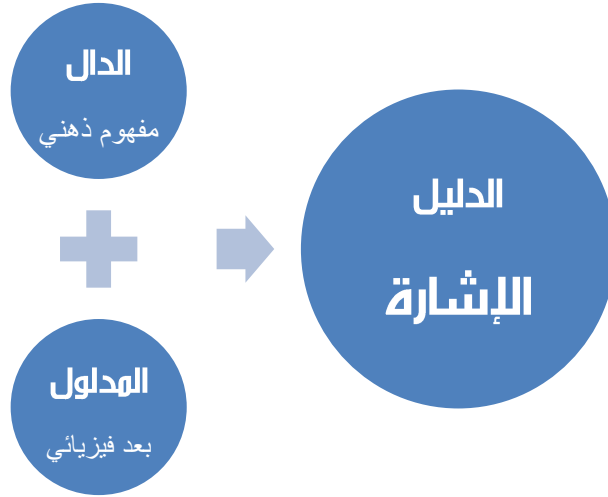 الدال
مفهوم ذهني
المدلول
بعد فيزيائي
الدليل
الإشارة